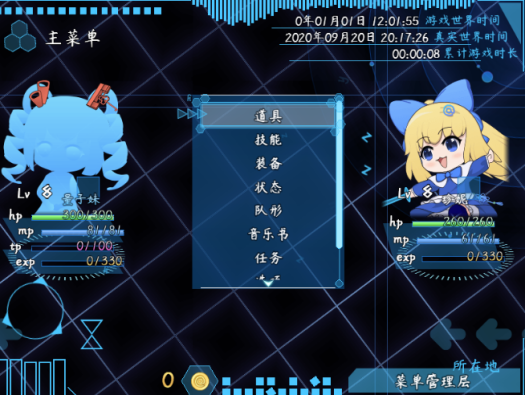 0年01月01日 12:01:55 游戏世界时间
2020年09月20日 20:17:26 真实世界时间
00:00:08 累计游戏时长
主菜单
道具
技能
装备
状态
队形
音乐书
任务
Lv 8
量子妹
hp 300/300
mp 81/81
tp 0/100
exp 0/330
Lv 8
珍妮
hp 260/260
mp 61/61
exp 0/330
0
所在地
菜单管理层